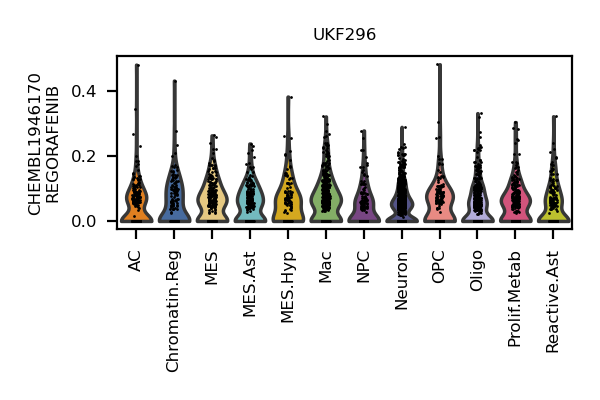 UKF296
CHEMBL1946170
REGORAFENIB
0.4
0.2
0.0
AC
Chromatin.Reg
MES
MES.Ast
MES.Hyp
Mac
NPC
Neuron
OPC
Oligo
Prolif.Metab
Reactive.Ast